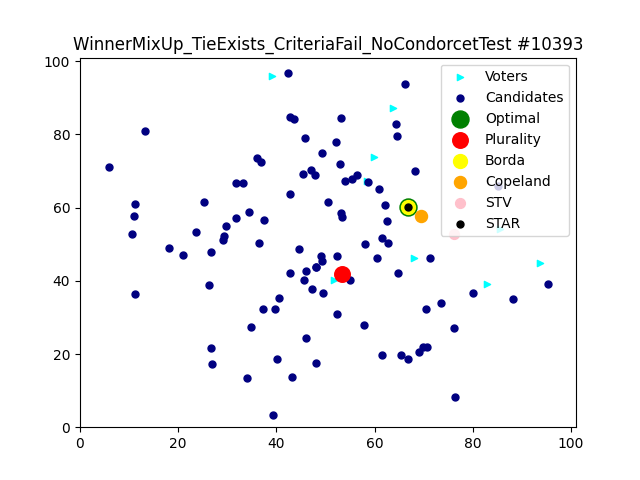 WinnerMixUp_TieExists_CriteriaFail_NoCondorcetTest #10393
100
80
60
40
20
0
0 20 40 60 80 100
Voters
Candidates
Optimal
Plurality
Borda
Copeland
STV
STAR